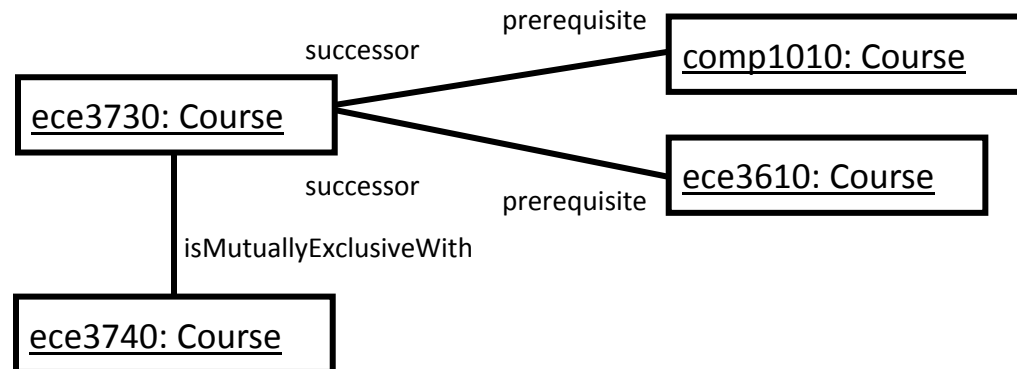 prerequisite
successor
comp1010: Course
ece3730: Course
ece3610: Course
successor
prerequisite
isMutuallyExclusiveWith
ece3740: Course